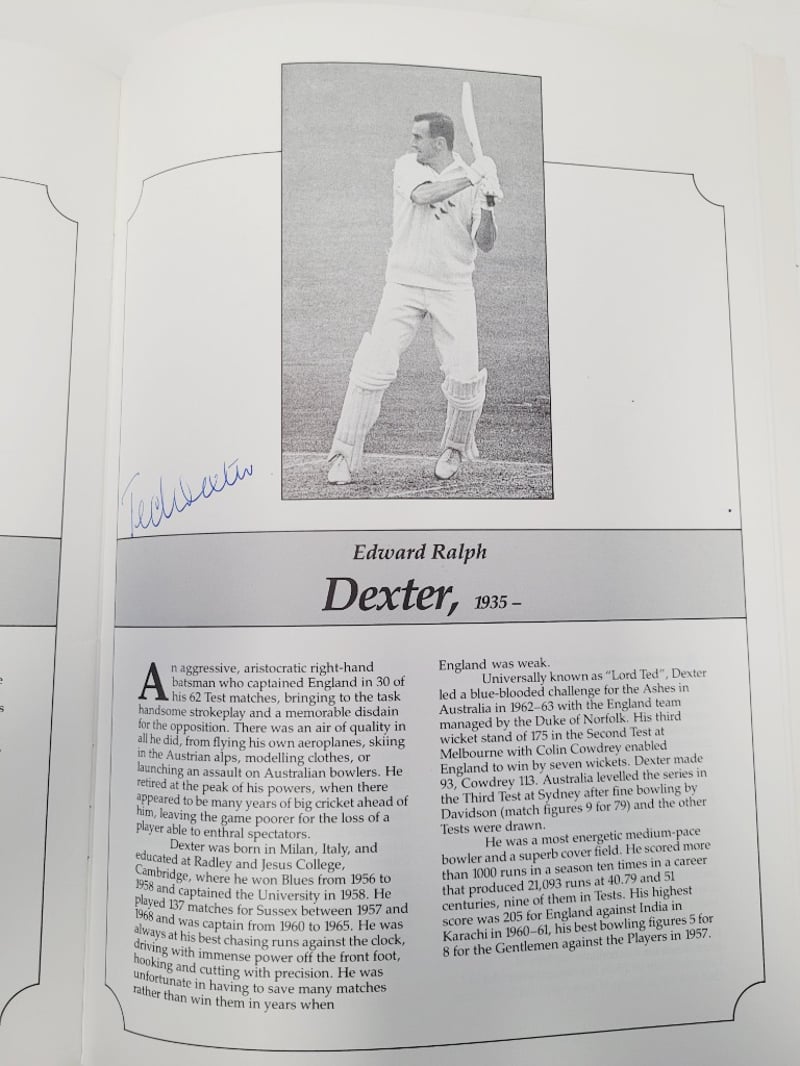 Ted Dexter
Edward Ralph
Dexter, 1935 –
An aggressive, aristocratic right-hand
batsman who captained England in 30 of
his 62 Test matches, bringing to the task
handsome strokeplay and a memorable disdain
for the opposition. There was an air of quality in
all he did, from flying his own aeroplanes, skiing
in the Austrian alps, modelling clothes, or
launching an assault on Australian bowlers. He
retired at the peak of his powers, when there
appeared to be many years of big cricket ahead of
him, leaving the game poorer for the loss of a
player able to enthral spectators.
Dexter was born in Milan, Italy, and
educated at Radley and Jesus College,
Cambridge, where he won Blues from 1956 to
1958 and captained the University in 1958. He
played 137 matches for Sussex between 1957 and
1968 and was captain from 1960 to 1965. He was
always at his best chasing runs against the clock,
driving with immense power off the front foot,
hooking and cutting with precision. He was
unfortunate in having to save many matches
rather than win them in years when
England was weak.
Universally known as “Lord Ted”, Dexter
led a blue-blooded challenge for the Ashes in
Australia in 1962–63 with the England team
managed by the Duke of Norfolk. His third
wicket stand of 175 in the Second Test at
Melbourne with Colin Cowdrey enabled
England to win by seven wickets. Dexter made
93, Cowdrey 113. Australia levelled the series in
the Third Test at Sydney after fine bowling by
Davidson (match figures 9 for 79) and the other
Tests were drawn.
He was a most energetic medium-pace
bowler and a superb cover field. He scored more
than 1000 runs in a season ten times in a career
that produced 21,093 runs at 40.79 and 51
centuries, nine of them in Tests. His highest
score was 205 for England against India in
Karachi in 1960–61, his best bowling figures 5 for
8 for the Gentlemen against the Players in 1957.